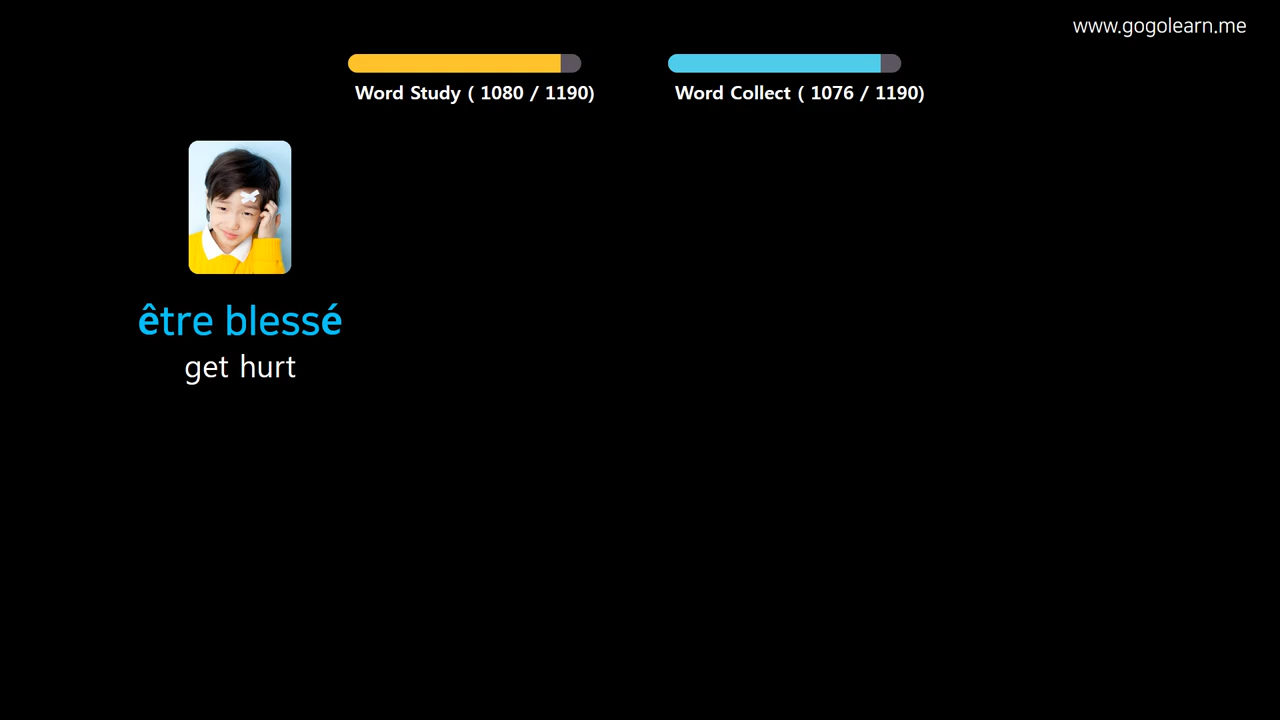 www.gogolearn.me
Word Study ( 1080 / 1190)
Word Collect ( 1076 / 1190)
être blessé
get hurt